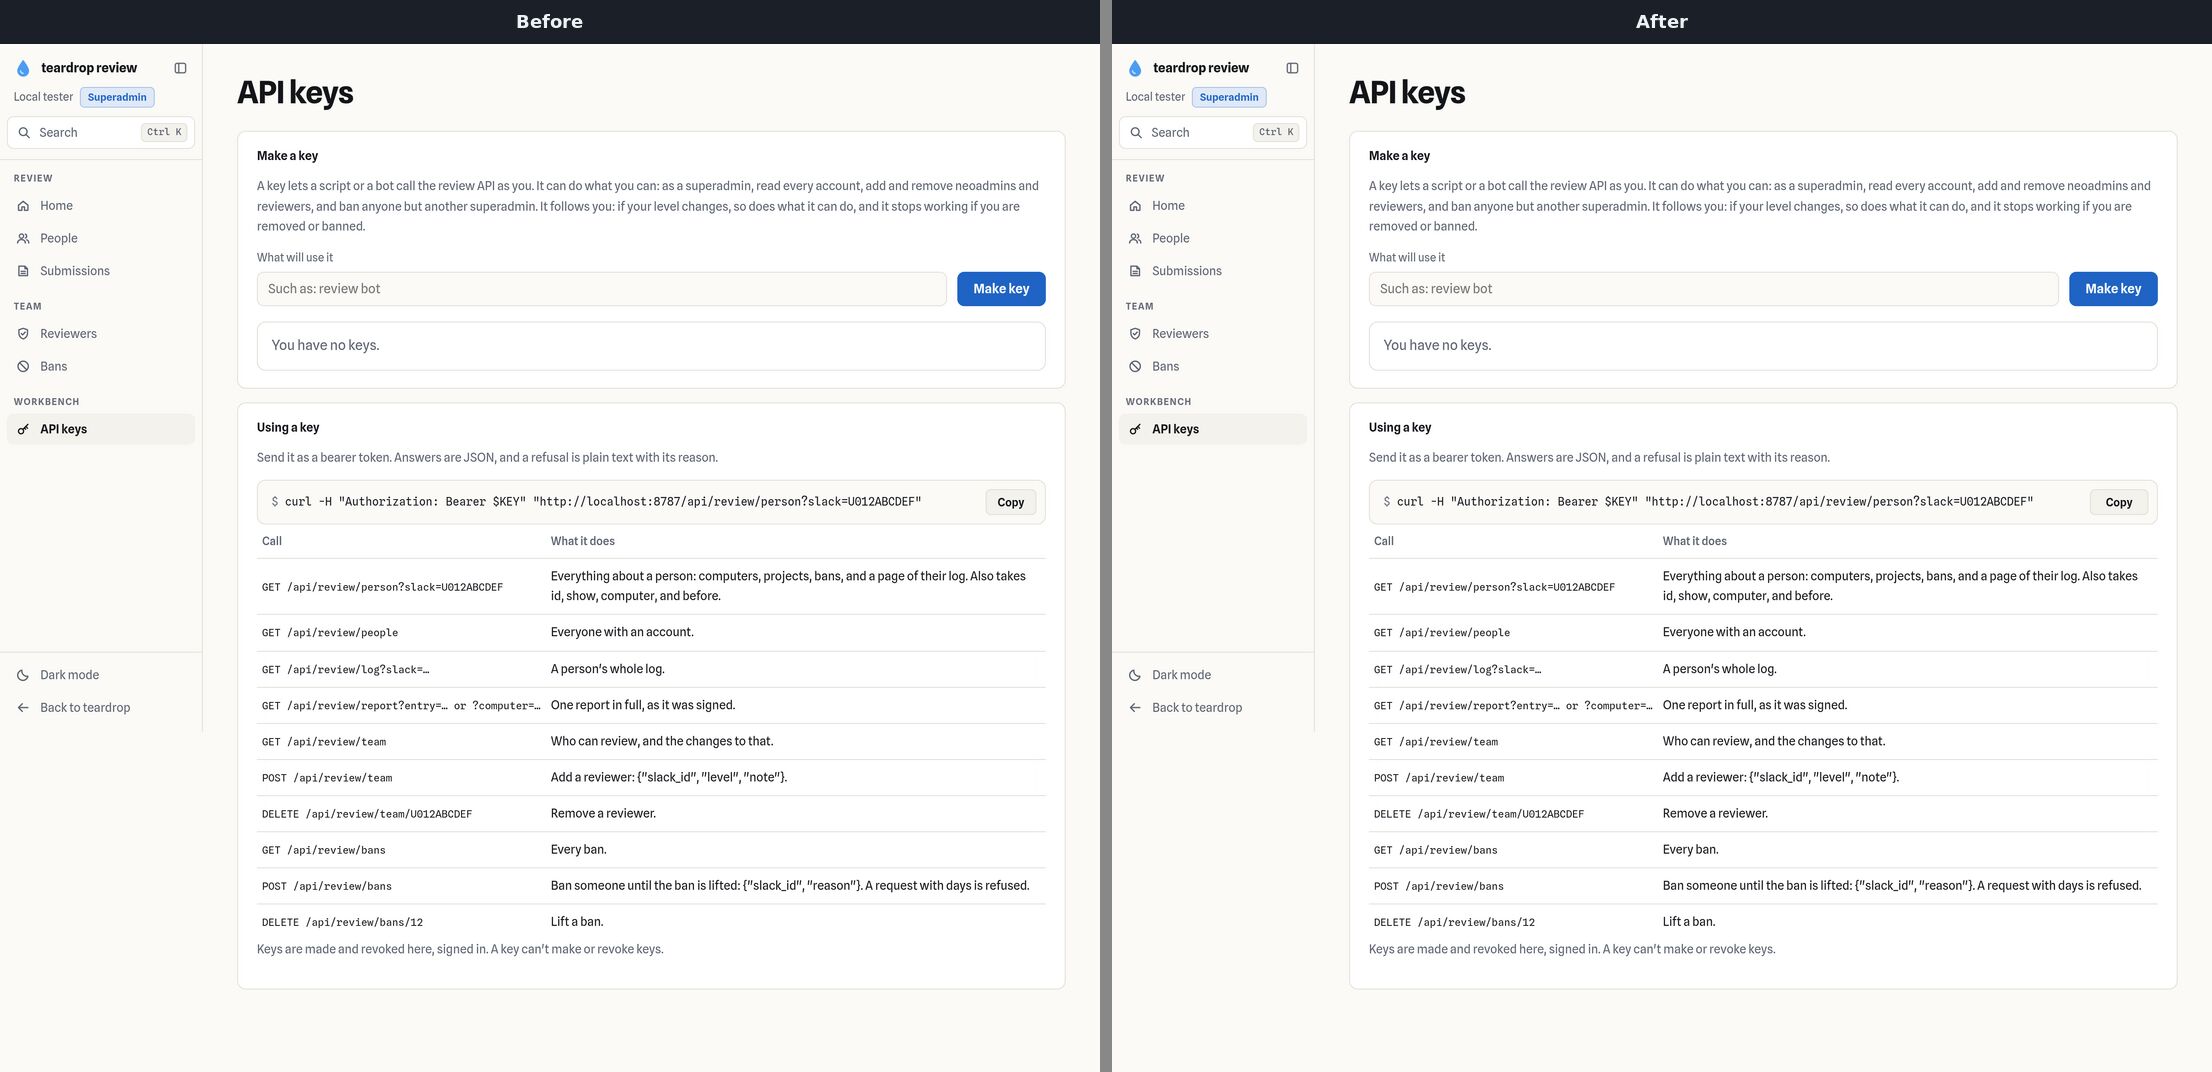 Before
teardrop review
Local tester Superadmin
Search Ctrl K
REVIEW
Home
People
Submissions
TEAM
Reviewers
Bans
WORKBENCH
API keys
Dark mode
Back to teardrop
API keys
Make a key
A key lets a script or a bot call the review API as you. It can do what you can: as a superadmin, read every account, add and remove neoadmins and
reviewers, and ban anyone but another superadmin. It follows you: if your level changes, so does what it can do, and it stops working if you are
removed or banned.
What will use it
Such as: review bot Make key
You have no keys.
Using a key
Send it as a bearer token. Answers are JSON, and a refusal is plain text with its reason.
$ curl -H "Authorization: Bearer $KEY" "http://localhost:8787/api/review/person?slack=U012ABCDEF" Copy
Call What it does
GET /api/review/person?slack=U012ABCDEF Everything about a person: computers, projects, bans, and a page of their log. Also takes
id, show, computer, and before.
GET /api/review/people Everyone with an account.
GET /api/review/log?slack=… A person's whole log.
GET /api/review/report?entry=… or ?computer=… One report in full, as it was signed.
GET /api/review/team Who can review, and the changes to that.
POST /api/review/team Add a reviewer: {"slack_id", "level", "note"}.
DELETE /api/review/team/U012ABCDEF Remove a reviewer.
GET /api/review/bans Every ban.
POST /api/review/bans Ban someone until the ban is lifted: {"slack_id", "reason"}. A request with days is refused.
DELETE /api/review/bans/12 Lift a ban.
Keys are made and revoked here, signed in. A key can't make or revoke keys.
After
teardrop review
Local tester Superadmin
Search Ctrl K
REVIEW
Home
People
Submissions
TEAM
Reviewers
Bans
WORKBENCH
API keys
Dark mode
Back to teardrop
API keys
Make a key
A key lets a script or a bot call the review API as you. It can do what you can: as a superadmin, read every account, add and remove neoadmins and
reviewers, and ban anyone but another superadmin. It follows you: if your level changes, so does what it can do, and it stops working if you are
removed or banned.
What will use it
Such as: review bot Make key
You have no keys.
Using a key
Send it as a bearer token. Answers are JSON, and a refusal is plain text with its reason.
$ curl -H "Authorization: Bearer $KEY" "http://localhost:8787/api/review/person?slack=U012ABCDEF" Copy
Call What it does
GET /api/review/person?slack=U012ABCDEF Everything about a person: computers, projects, bans, and a page of their log. Also takes
id, show, computer, and before.
GET /api/review/people Everyone with an account.
GET /api/review/log?slack=… A person's whole log.
GET /api/review/report?entry=… or ?computer=… One report in full, as it was signed.
GET /api/review/team Who can review, and the changes to that.
POST /api/review/team Add a reviewer: {"slack_id", "level", "note"}.
DELETE /api/review/team/U012ABCDEF Remove a reviewer.
GET /api/review/bans Every ban.
POST /api/review/bans Ban someone until the ban is lifted: {"slack_id", "reason"}. A request with days is refused.
DELETE /api/review/bans/12 Lift a ban.
Keys are made and revoked here, signed in. A key can't make or revoke keys.